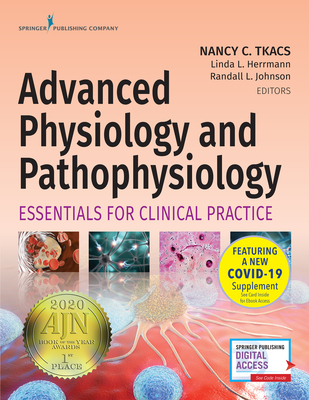 SPRINGER PUBLISHING COMPANY
NANCY C. TKACS
Linda L. Herrmann
Randall L. Johnson
EDITORS
Advanced
Physiology and
Pathophysiology
ESSENTIALS FOR CLINICAL PRACTICE
FEATURING
A NEW
COVID-19
Supplement
See Card Inside
for Ebook Access
2020
AJN
BOOK OF THE YEAR
AWARDS
1ST
PLACE
SPRINGER PUBLISHING
DIGITAL
ACCESS
See Code Inside